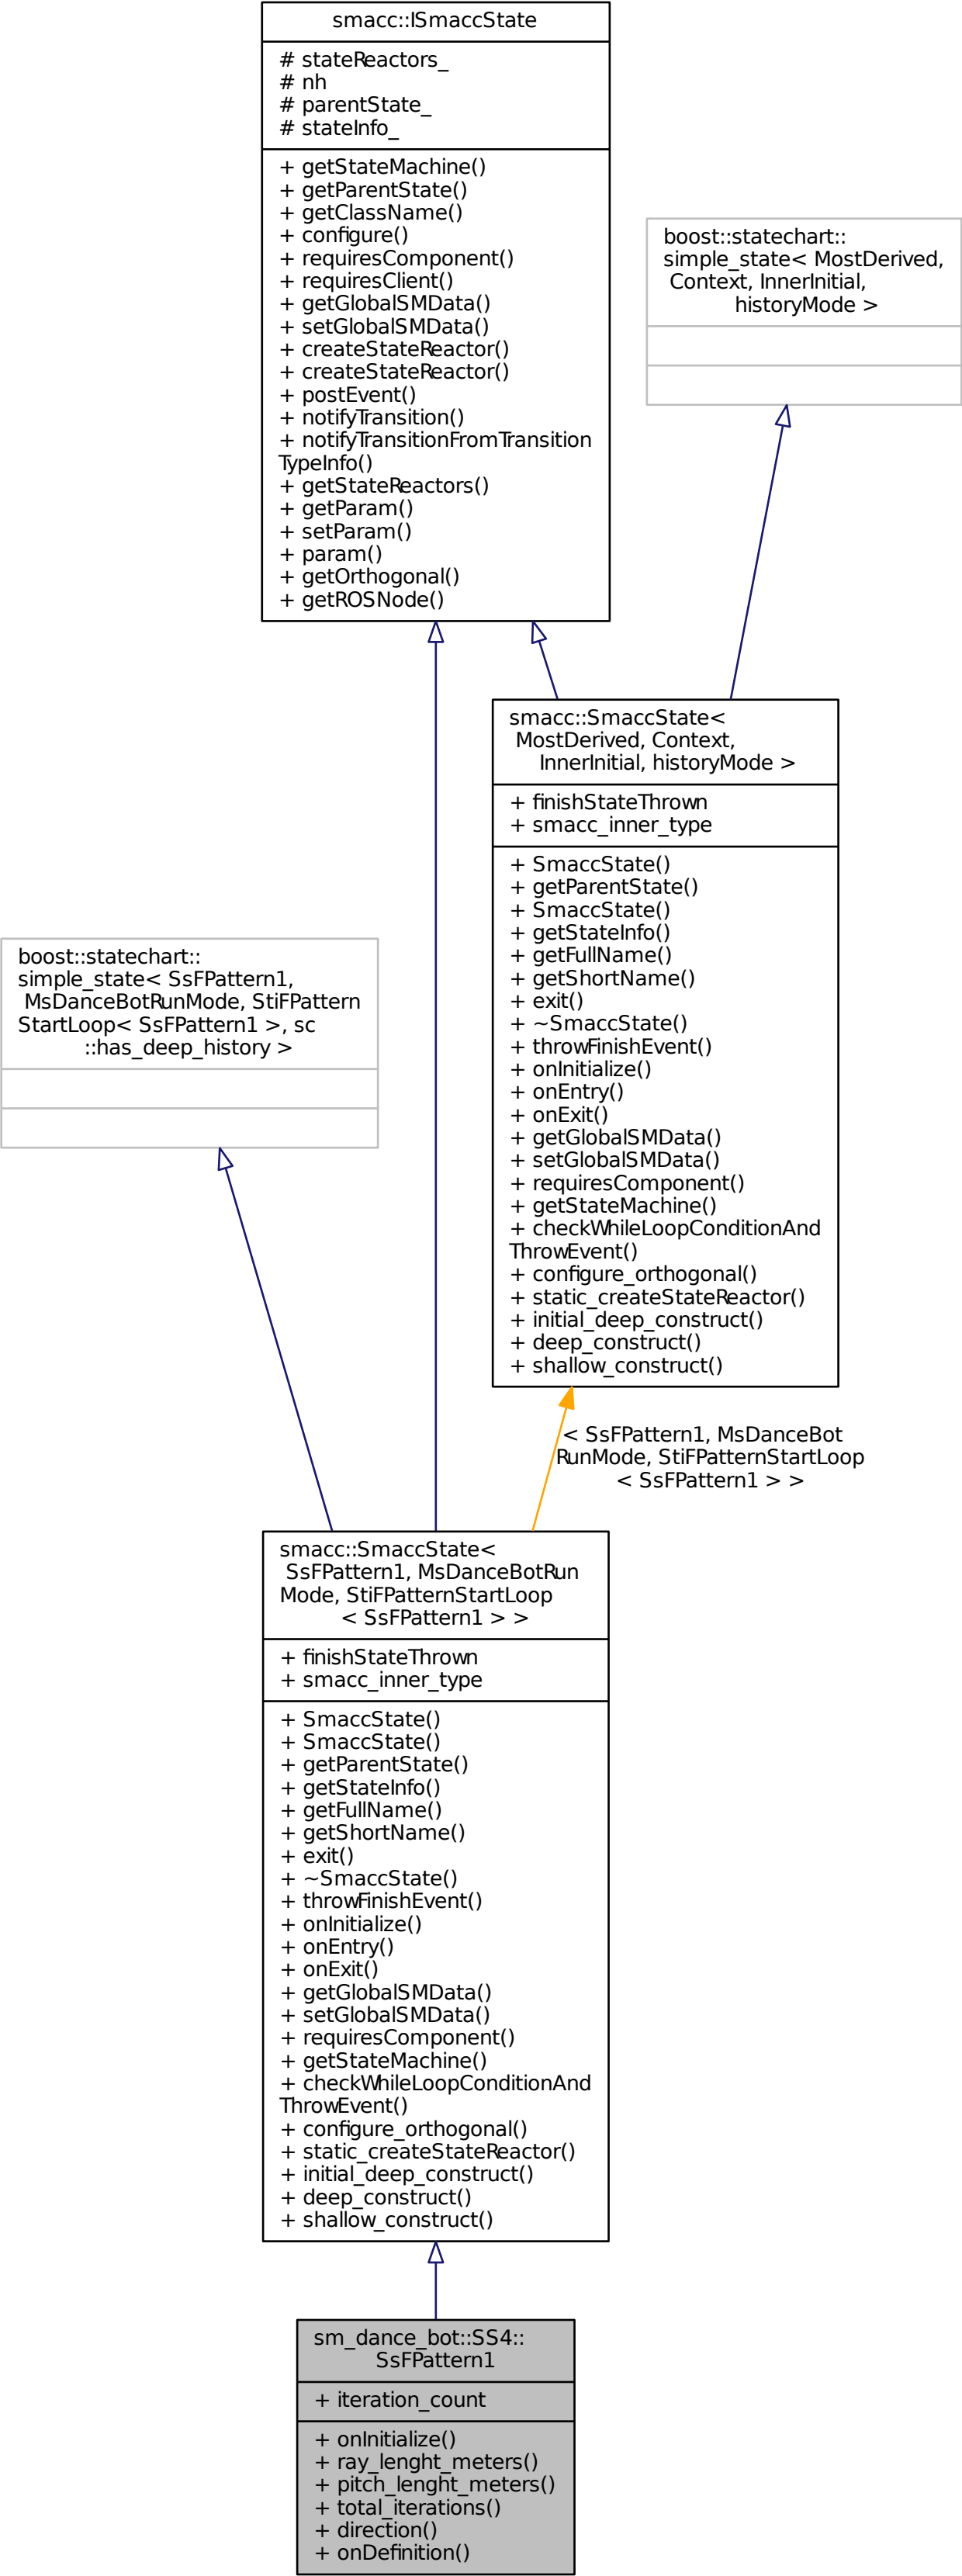 smacc::ISmaccState
# stateReactors_
# nh
# parentState_
# stateInfo_
+ getStateMachine()
+ getParentState()
+ getClassName()
+ configure()
+ requiresComponent()
+ requiresClient()
+ getGlobalSMData()
+ setGlobalSMData()
+ createStateReactor()
+ createStateReactor()
+ postEvent()
+ notifyTransition()
+ notifyTransitionFromTransition
TypeInfo()
+ getStateReactors()
+ getParam()
+ setParam()
+ param()
+ getOrthogonal()
+ getROSNode()
boost::statechart::
simple_state< MostDerived,
Context, InnerInitial,
historyMode >
smacc::SmaccState<
MostDerived, Context,
InnerInitial, historyMode >
+ finishStateThrown
+ smacc_inner_type
+ SmaccState()
+ getParentState()
+ SmaccState()
+ getStateInfo()
+ getFullName()
+ getShortName()
+ exit()
+ ~SmaccState()
+ throwFinishEvent()
+ onInitialize()
+ onEntry()
+ onExit()
+ getGlobalSMData()
+ setGlobalSMData()
+ requiresComponent()
+ getStateMachine()
+ checkWhileLoopConditionAnd
ThrowEvent()
+ configure_orthogonal()
+ static_createStateReactor()
+ initial_deep_construct()
+ deep_construct()
+ shallow_construct()
boost::statechart::
simple_state< SsFPattern1,
MsDanceBotRunMode, StiFPattern
StartLoop< SsFPattern1 >, sc
::has_deep_history >
< SsFPattern1, MsDanceBot
RunMode, StiFPatternStartLoop
< SsFPattern1 > >
smacc::SmaccState<
SsFPattern1, MsDanceBotRun
Mode, StiFPatternStartLoop
< SsFPattern1 > >
+ finishStateThrown
+ smacc_inner_type
+ SmaccState()
+ SmaccState()
+ getParentState()
+ getStateInfo()
+ getFullName()
+ getShortName()
+ exit()
+ ~SmaccState()
+ throwFinishEvent()
+ onInitialize()
+ onEntry()
+ onExit()
+ getGlobalSMData()
+ setGlobalSMData()
+ requiresComponent()
+ getStateMachine()
+ checkWhileLoopConditionAnd
ThrowEvent()
+ configure_orthogonal()
+ static_createStateReactor()
+ initial_deep_construct()
+ deep_construct()
+ shallow_construct()
sm_dance_bot::SS4::
SsFPattern1
+ iteration_count
+ onInitialize()
+ ray_lenght_meters()
+ pitch_lenght_meters()
+ total_iterations()
+ direction()
+ onDefinition()